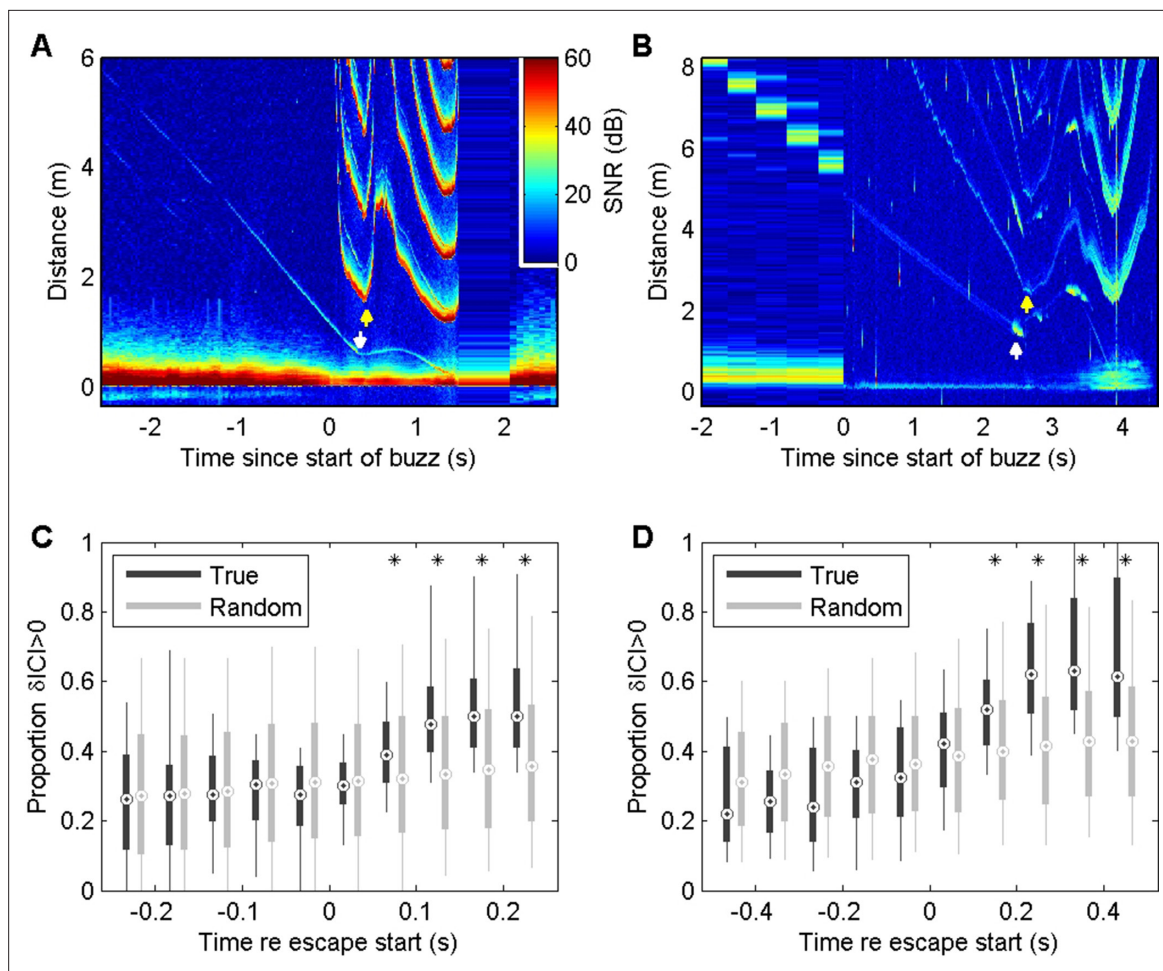 A
B
6
4
2
0
Distance (m)
-2
-1
0
1
2
Time since start of buzz (s)
60
40
20
0
SNR (dB)
8
6
4
2
0
Distance (m)
-2
-1
0
1
2
3
4
Time since start of buzz (s)
C
1
0.8
0.6
0.4
0.2
0
Proportion δICI>0
True
Random
* * * *
-0.2
-0.1
0
0.1
0.2
Time re escape start (s)
D
1
0.8
0.6
0.4
0.2
0
Proportion δICI>0
True
Random
* * * *
-0.4
-0.2
0
0.2
0.4
Time re escape start (s)